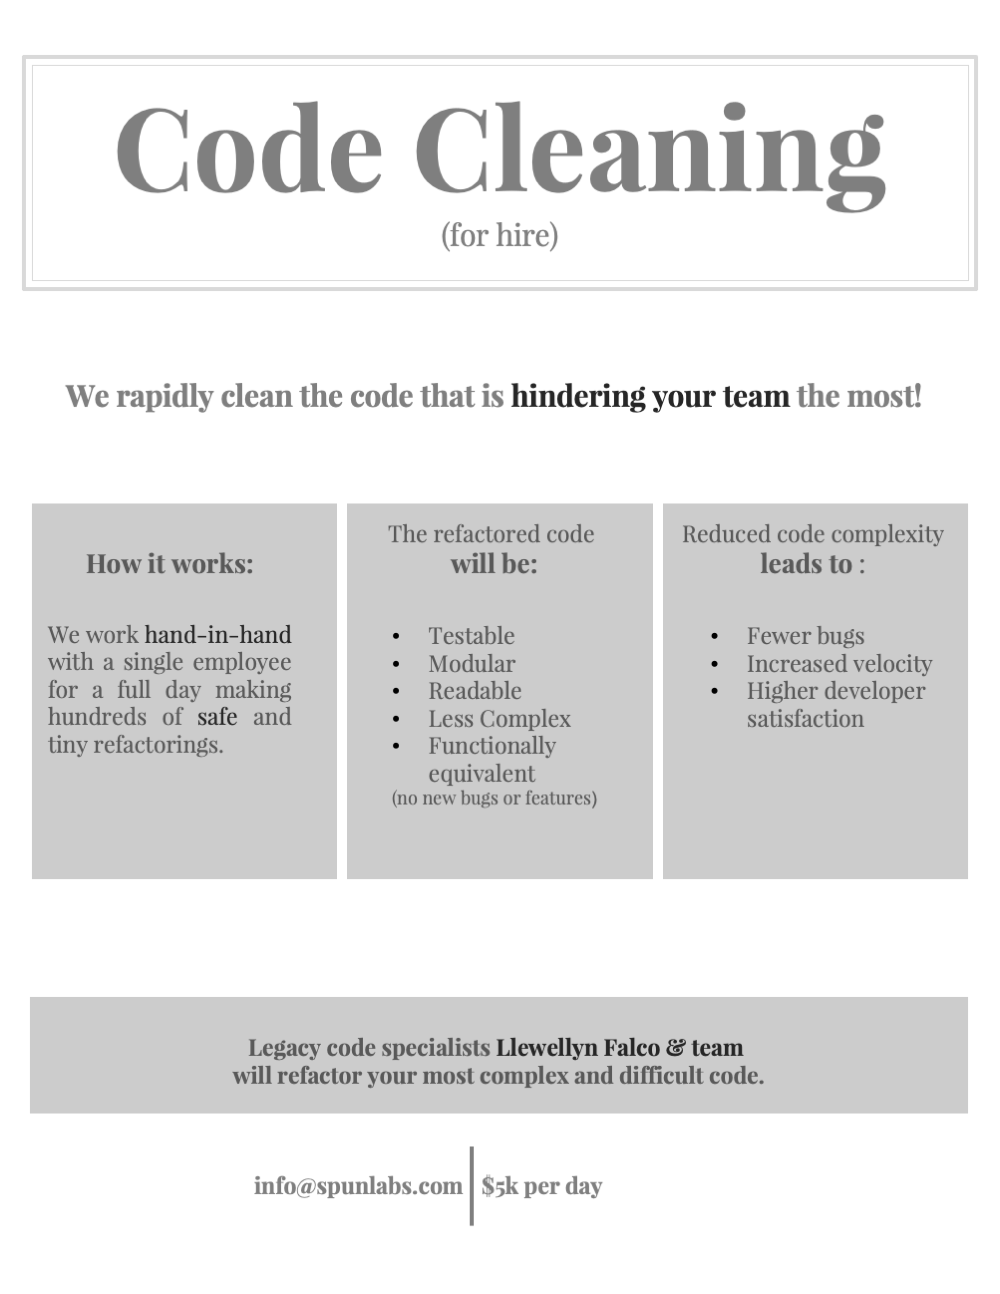 Code Cleaning
(for hire)
We rapidly clean the code that is hindering your team the most!
How it works:
We work hand-in-hand
with a single employee
for a full day making
hundreds of safe and
tiny refactorings.
The refactored code
will be:
• Testable
• Modular
• Readable
• Less Complex
• Functionally
equivalent
(no new bugs or features)
Reduced code complexity
leads to :
• Fewer bugs
• Increased velocity
• Higher developer
satisfaction
Legacy code specialists Llewellyn Falco & team
will refactor your most complex and difficult code.
info@spunlabs.com
$5k per day